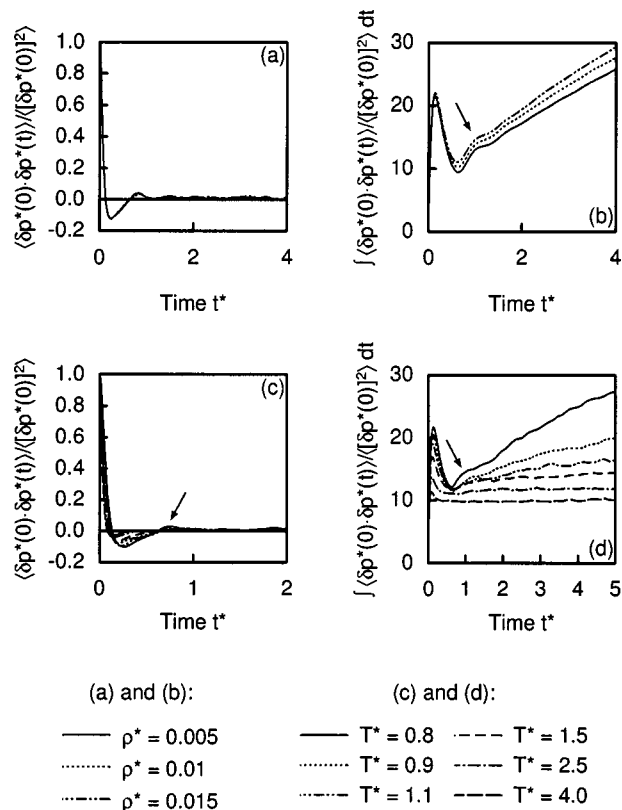 ⟨δp*(0)·δp*(t)⟩/⟨[δp*(0)]²⟩
1.0
0.8
0.6
0.4
0.2
0.0
-0.2
(a)
0 2 4
Time t*
∫⟨δp*(0)·δp*(t)⟩/⟨[δp*(0)]²⟩ dt
30
20
10
0
(b)
0 1 2 3 4
Time t*
⟨δp*(0)·δp*(t)⟩/⟨[δp*(0)]²⟩
1.0
0.8
0.6
0.4
0.2
0.0
-0.2
(c)
0 1 2
Time t*
∫⟨δp*(0)·δp*(t)⟩/⟨[δp*(0)]²⟩ dt
30
20
10
0
(d)
0 1 2 3 4 5
Time t*
(a) and (b):
ρ* = 0.005
ρ* = 0.01
ρ* = 0.015
(c) and (d):
T* = 0.8 T* = 1.5
T* = 0.9 T* = 2.5
T* = 1.1 T* = 4.0